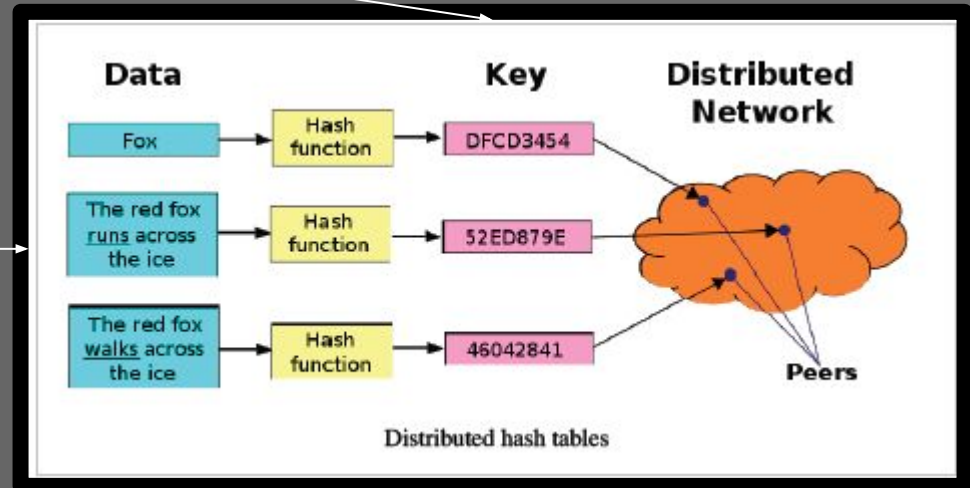 Data
Key
Distributed
Network
Fox
Hash
function
DFCD3454
The red fox
runs across
the ice
Hash
function
52ED879E
The red fox
walks across
the ice
Hash
function
46042841
Peers
Distributed hash tables